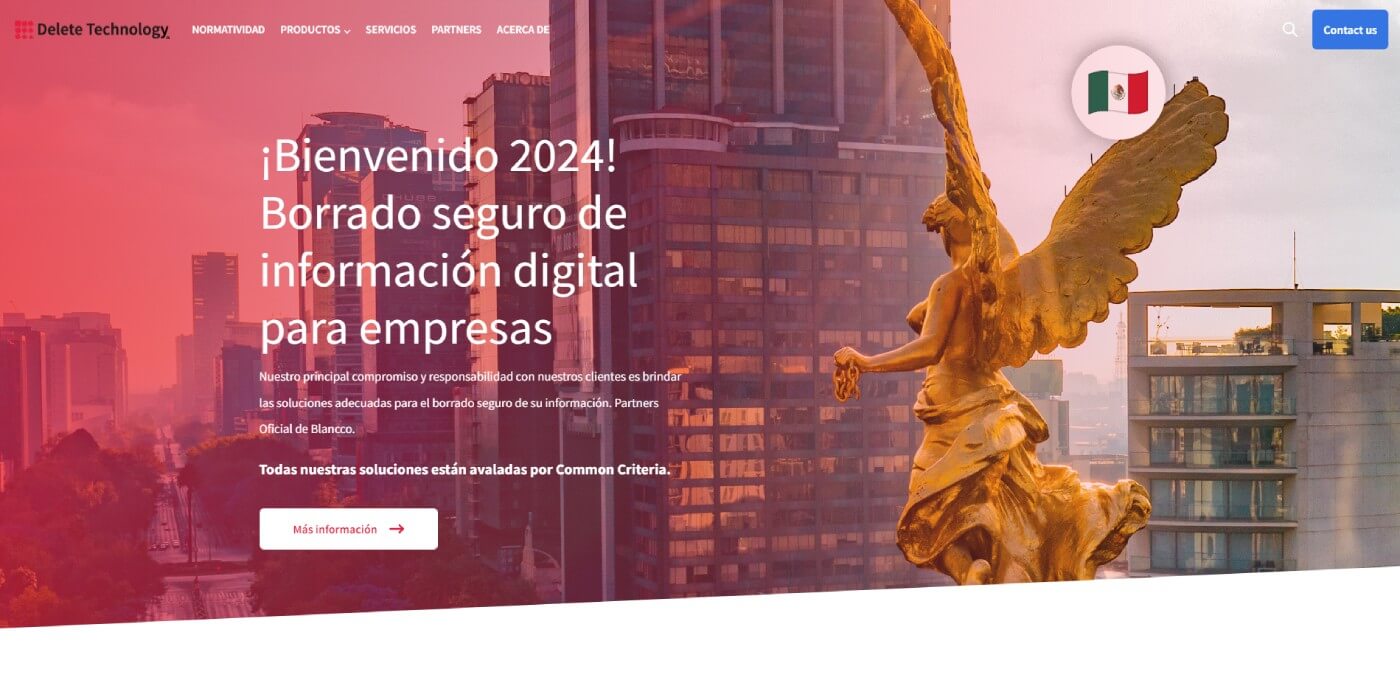 Delete Technology
NORMATIVIDAD PRODUCTOS SERVICIOS PARTNERS ACERCA DE
Contact us
¡Bienvenido 2024!
Borrado seguro de
información digital
para empresas
Nuestro principal compromiso y responsabilidad con nuestros clientes es brindar
las soluciones adecuadas para el borrado seguro de su información. Partners
Oficial de Blancco.
Todas nuestras soluciones están avaladas por Common Criteria.
Más información